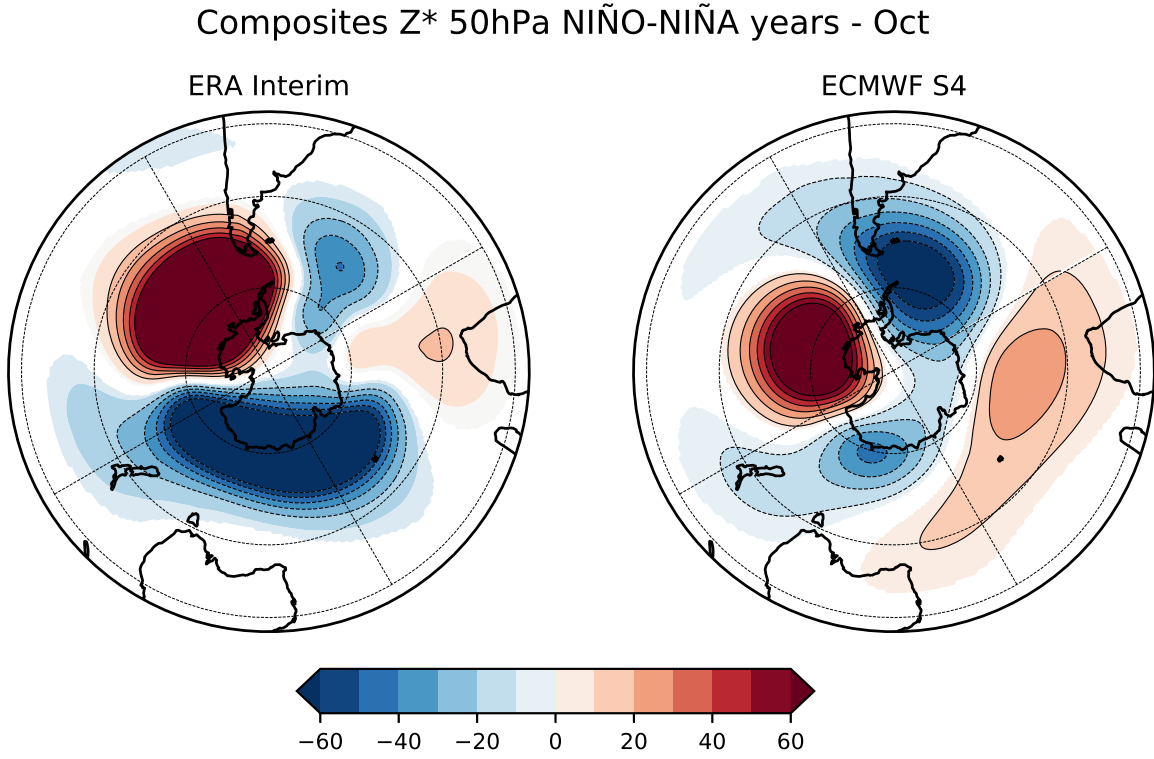 Composites Z* 50hPa NIÑO-NIÑA years - Oct
ERA Interim
ECMWF S4
−60 −40 −20 0 20 40 60